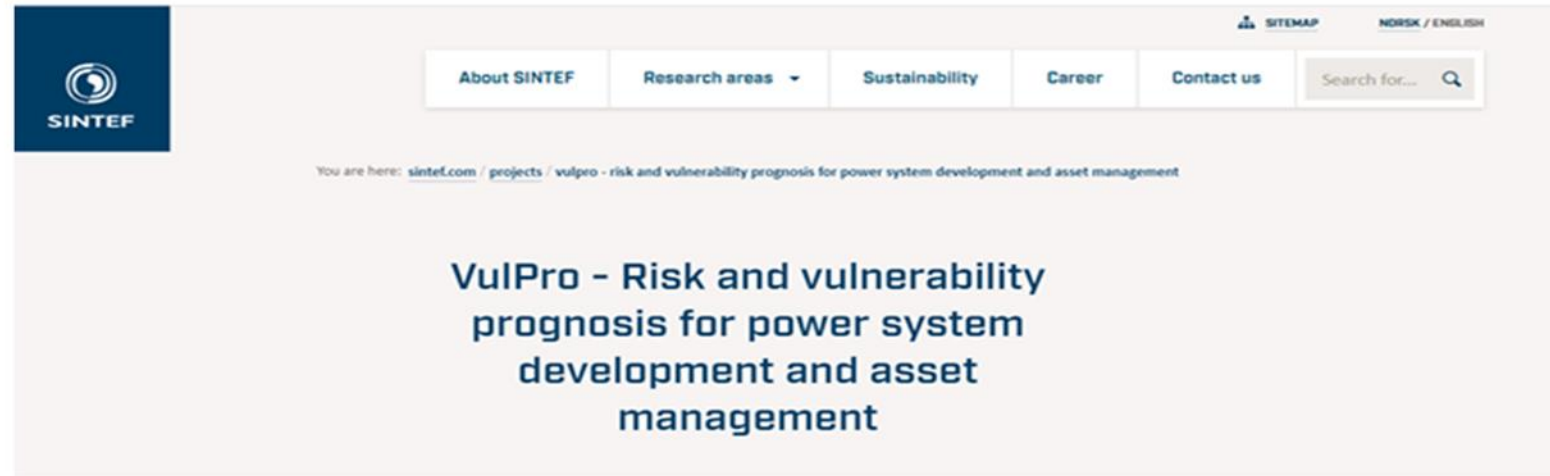 SITEMAP NORSK / ENGLISH
SINTEF
About SINTEF Research areas Sustainability Career Contact us Search for...
You are here: sintef.com / projects / vulpro - risk and vulnerability prognosis for power system development and asset management
VulPro - Risk and vulnerability
prognosis for power system
development and asset
management